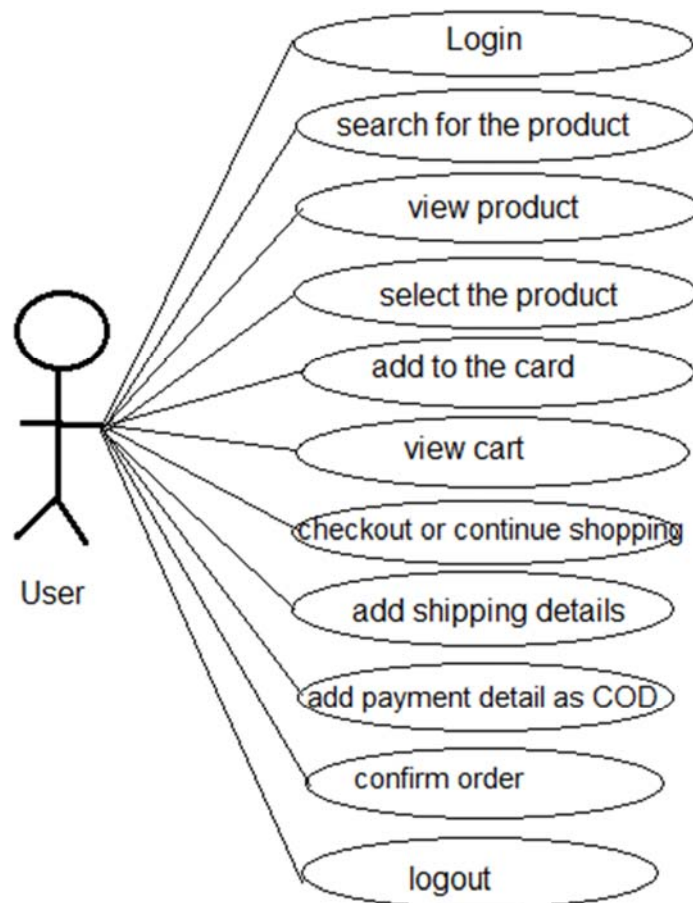 Login
search for the product
view product
select the product
add to the card
view cart
checkout or continue shopping
add shipping details
User
add payment detail as COD
confirm order
logout